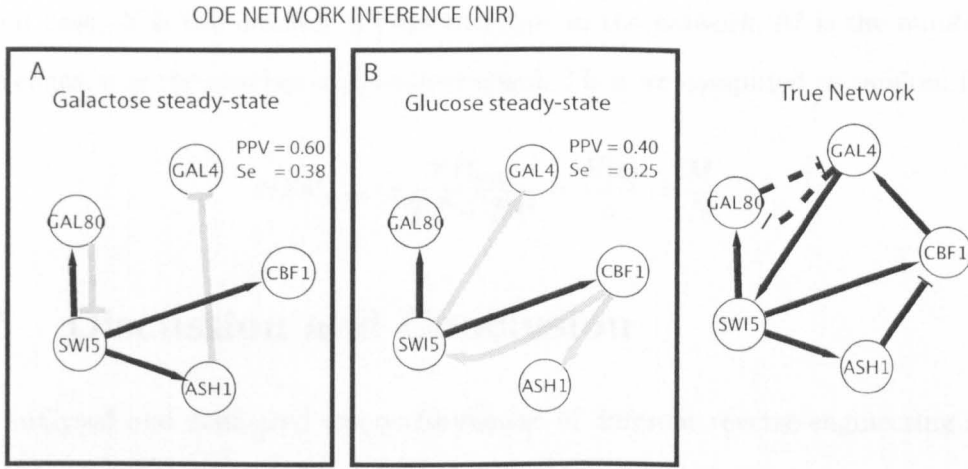 ODE NETWORK INFERENCE (NIR)
A
Galactose steady-state
PPV = 0.60
Se = 0.38
GAL4
GAL80
CBF1
SWI5
ASH1
B
Glucose steady-state
PPV = 0.40
Se = 0.25
GAL4
GAL80
CBF1
SWI5
ASH1
True Network
GAL4
GAL80
CBF1
SWI5
ASH1